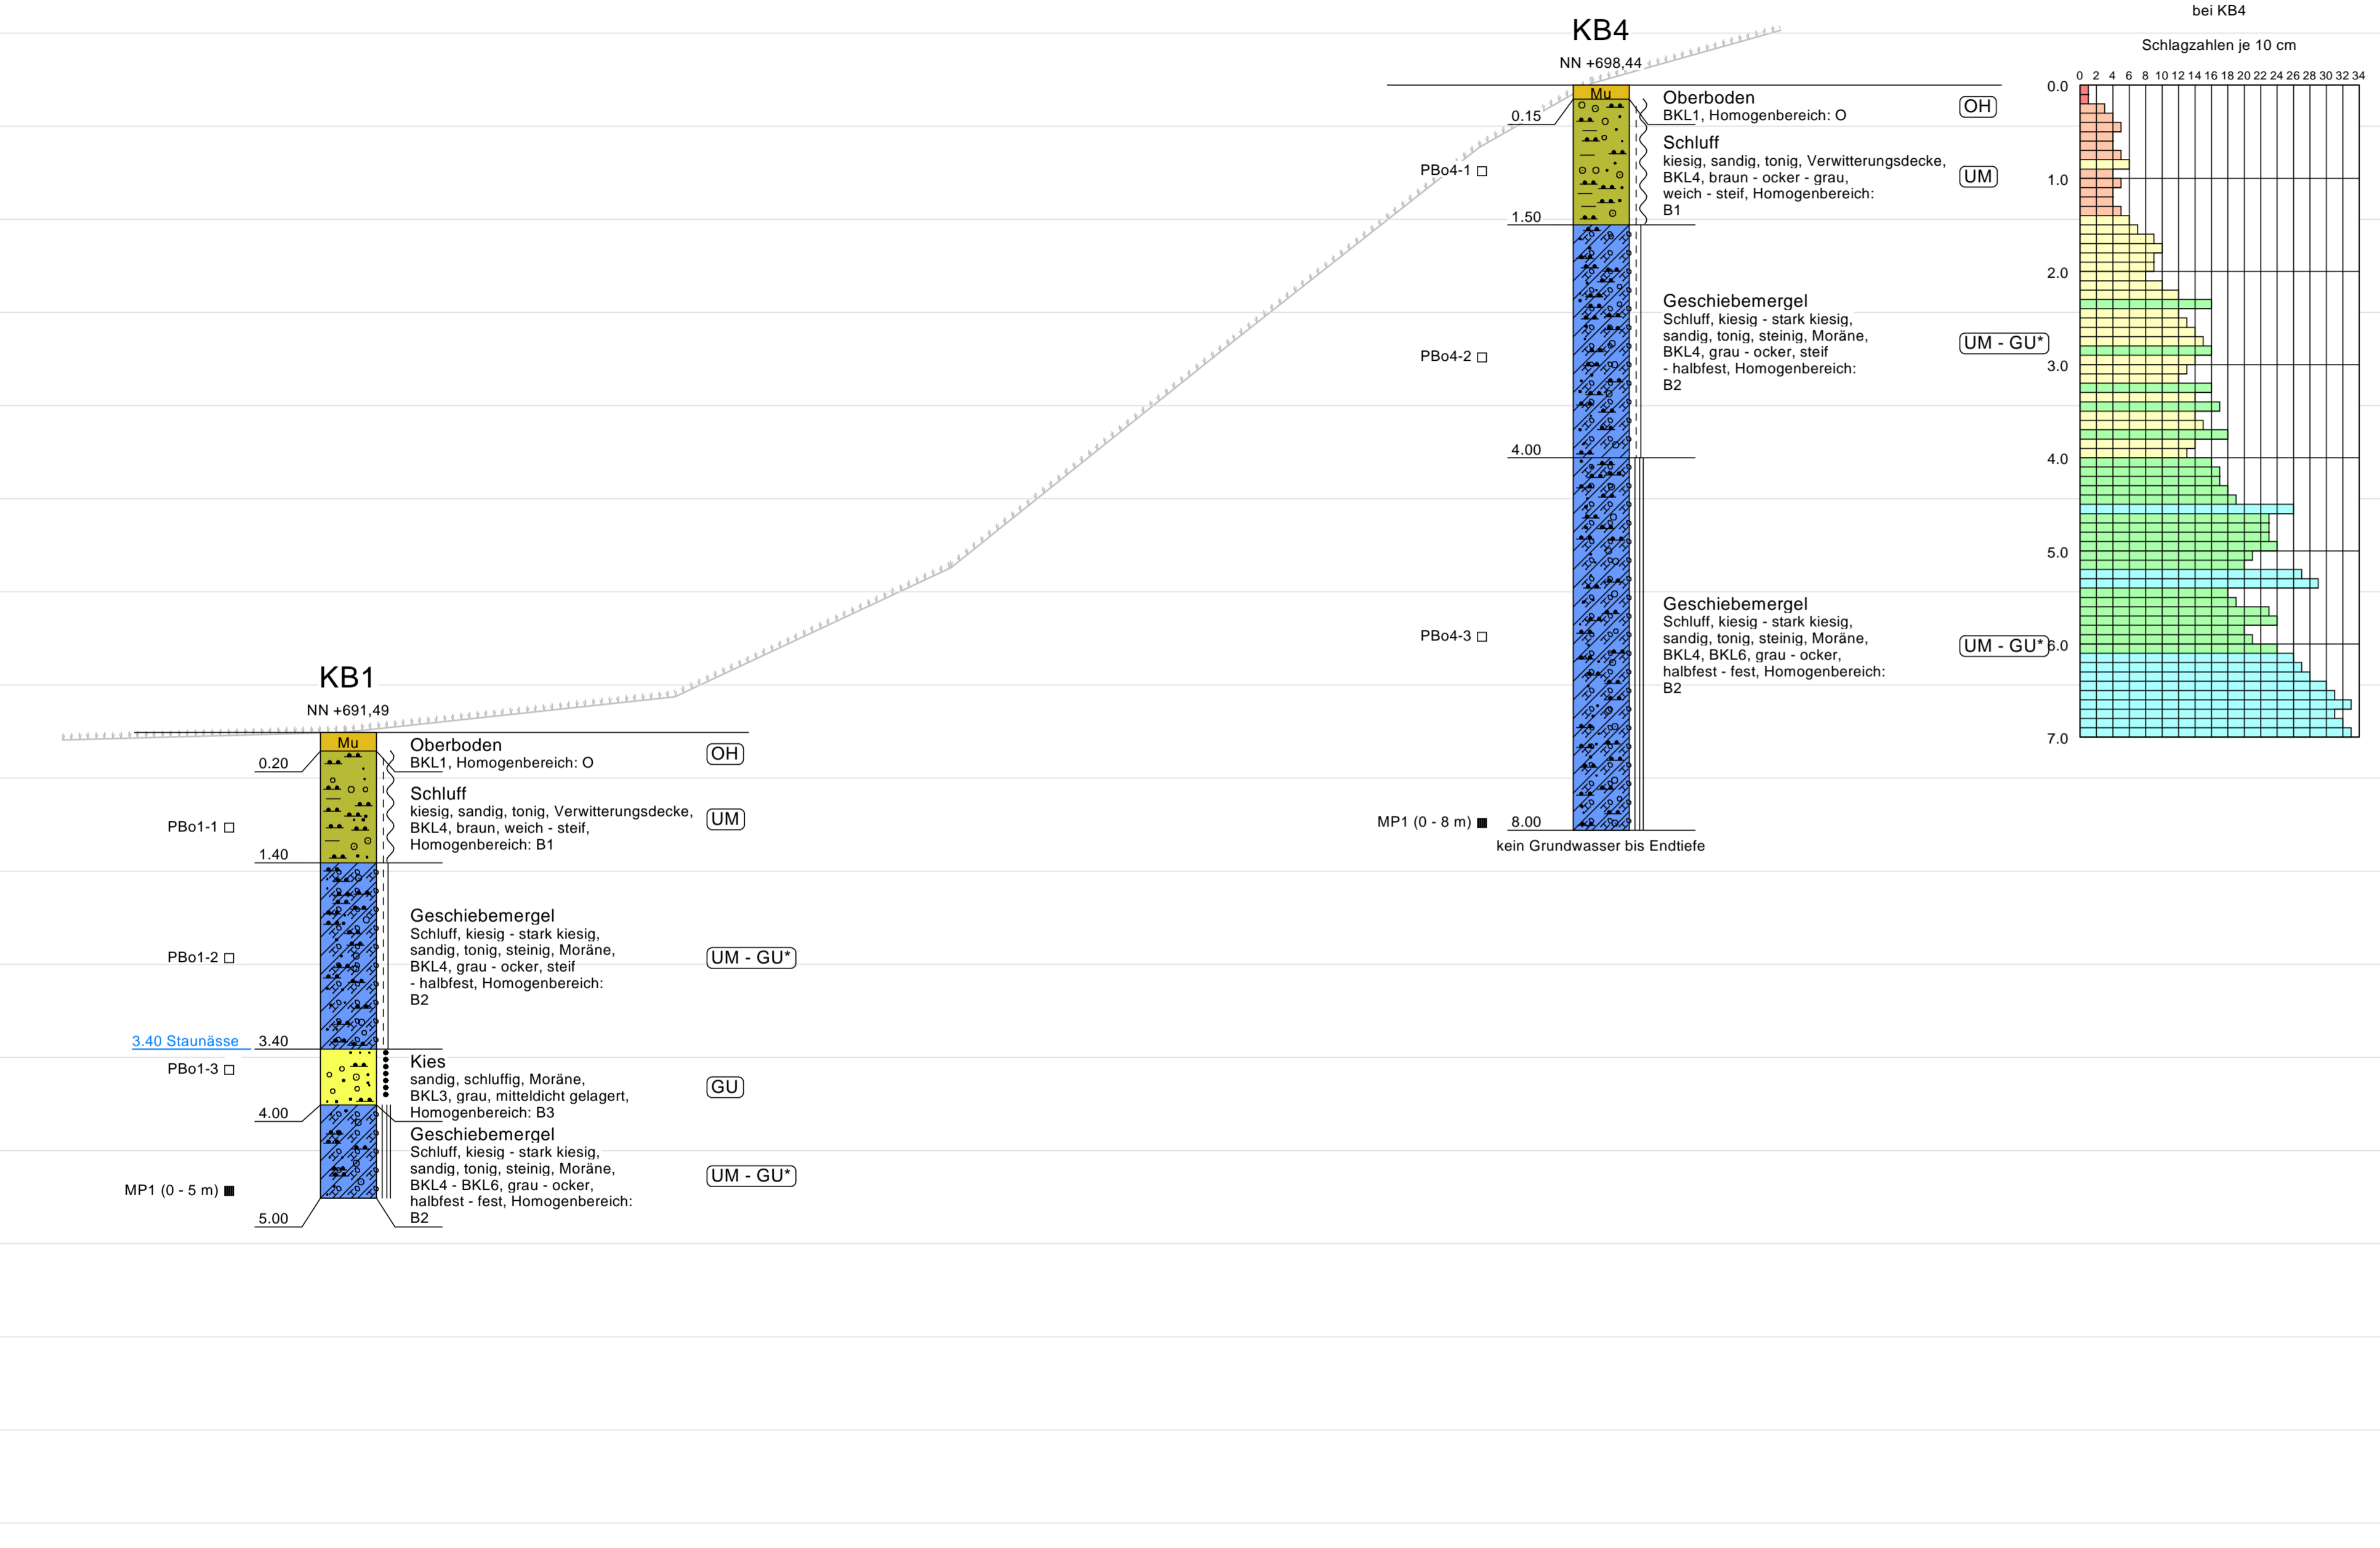 bei KB4
Schlagzahlen je 10 cm
0 2 4 6 8 10 12 14 16 18 20 22 24 26 28 30 32 34
0.0
1.0
2.0
3.0
4.0
5.0
6.0
7.0
KB4
NN +698,44
Mu
0.15
Oberboden
BKL1, Homogenbereich: O
OH
PBo4-1
Schluff
kiesig, sandig, tonig, Verwitterungsdecke,
BKL4, braun - ocker - grau,
weich - steif, Homogenbereich:
B1
UM
1.50
PBo4-2
Geschiebemergel
Schluff, kiesig - stark kiesig,
sandig, tonig, steinig, Moräne,
BKL4, grau - ocker, steif
- halbfest, Homogenbereich:
B2
UM - GU*
4.00
PBo4-3
Geschiebemergel
Schluff, kiesig - stark kiesig,
sandig, tonig, steinig, Moräne,
BKL4, BKL6, grau - ocker,
halbfest - fest, Homogenbereich:
B2
UM - GU*
MP1 (0 - 8 m)
8.00
kein Grundwasser bis Endtiefe
KB1
NN +691,49
Mu
0.20
Oberboden
BKL1, Homogenbereich: O
OH
PBo1-1
Schluff
kiesig, sandig, tonig, Verwitterungsdecke,
BKL4, braun, weich - steif,
Homogenbereich: B1
UM
1.40
PBo1-2
Geschiebemergel
Schluff, kiesig - stark kiesig,
sandig, tonig, steinig, Moräne,
BKL4, grau - ocker, steif
- halbfest, Homogenbereich:
B2
UM - GU*
3.40 Staunässe
3.40
PBo1-3
Kies
sandig, schluffig, Moräne,
BKL3, grau, mitteldicht gelagert,
Homogenbereich: B3
GU
4.00
Geschiebemergel
Schluff, kiesig - stark kiesig,
sandig, tonig, steinig, Moräne,
BKL4 - BKL6, grau - ocker,
halbfest - fest, Homogenbereich:
B2
UM - GU*
MP1 (0 - 5 m)
5.00